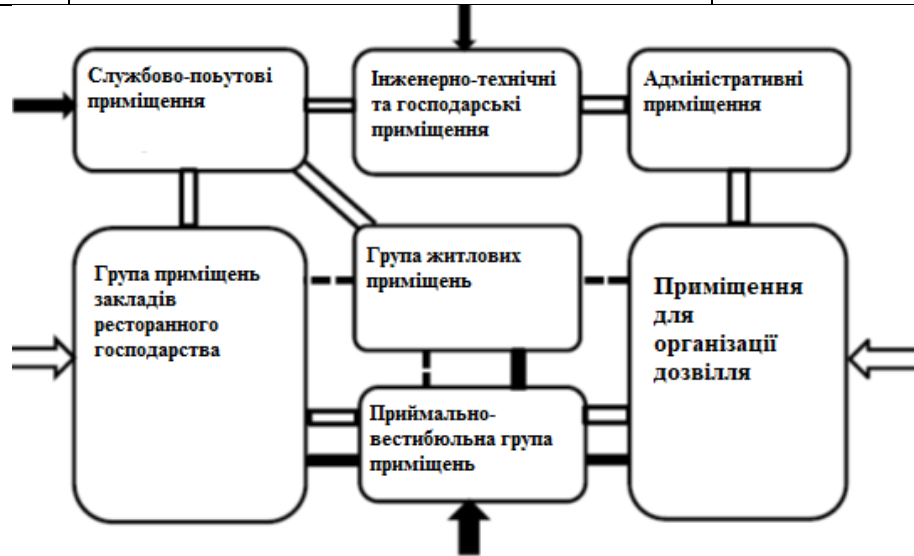 Службово-поьутові
приміщення
Інженерно-технічні
та господарські
приміщення
Адміністративні
приміщення
Група приміщень
закладів
ресторанного
господарства
Група житлових
приміщень
Приміщення
для
організації
дозвілля
Приймально-
вестибюльна група
приміщень